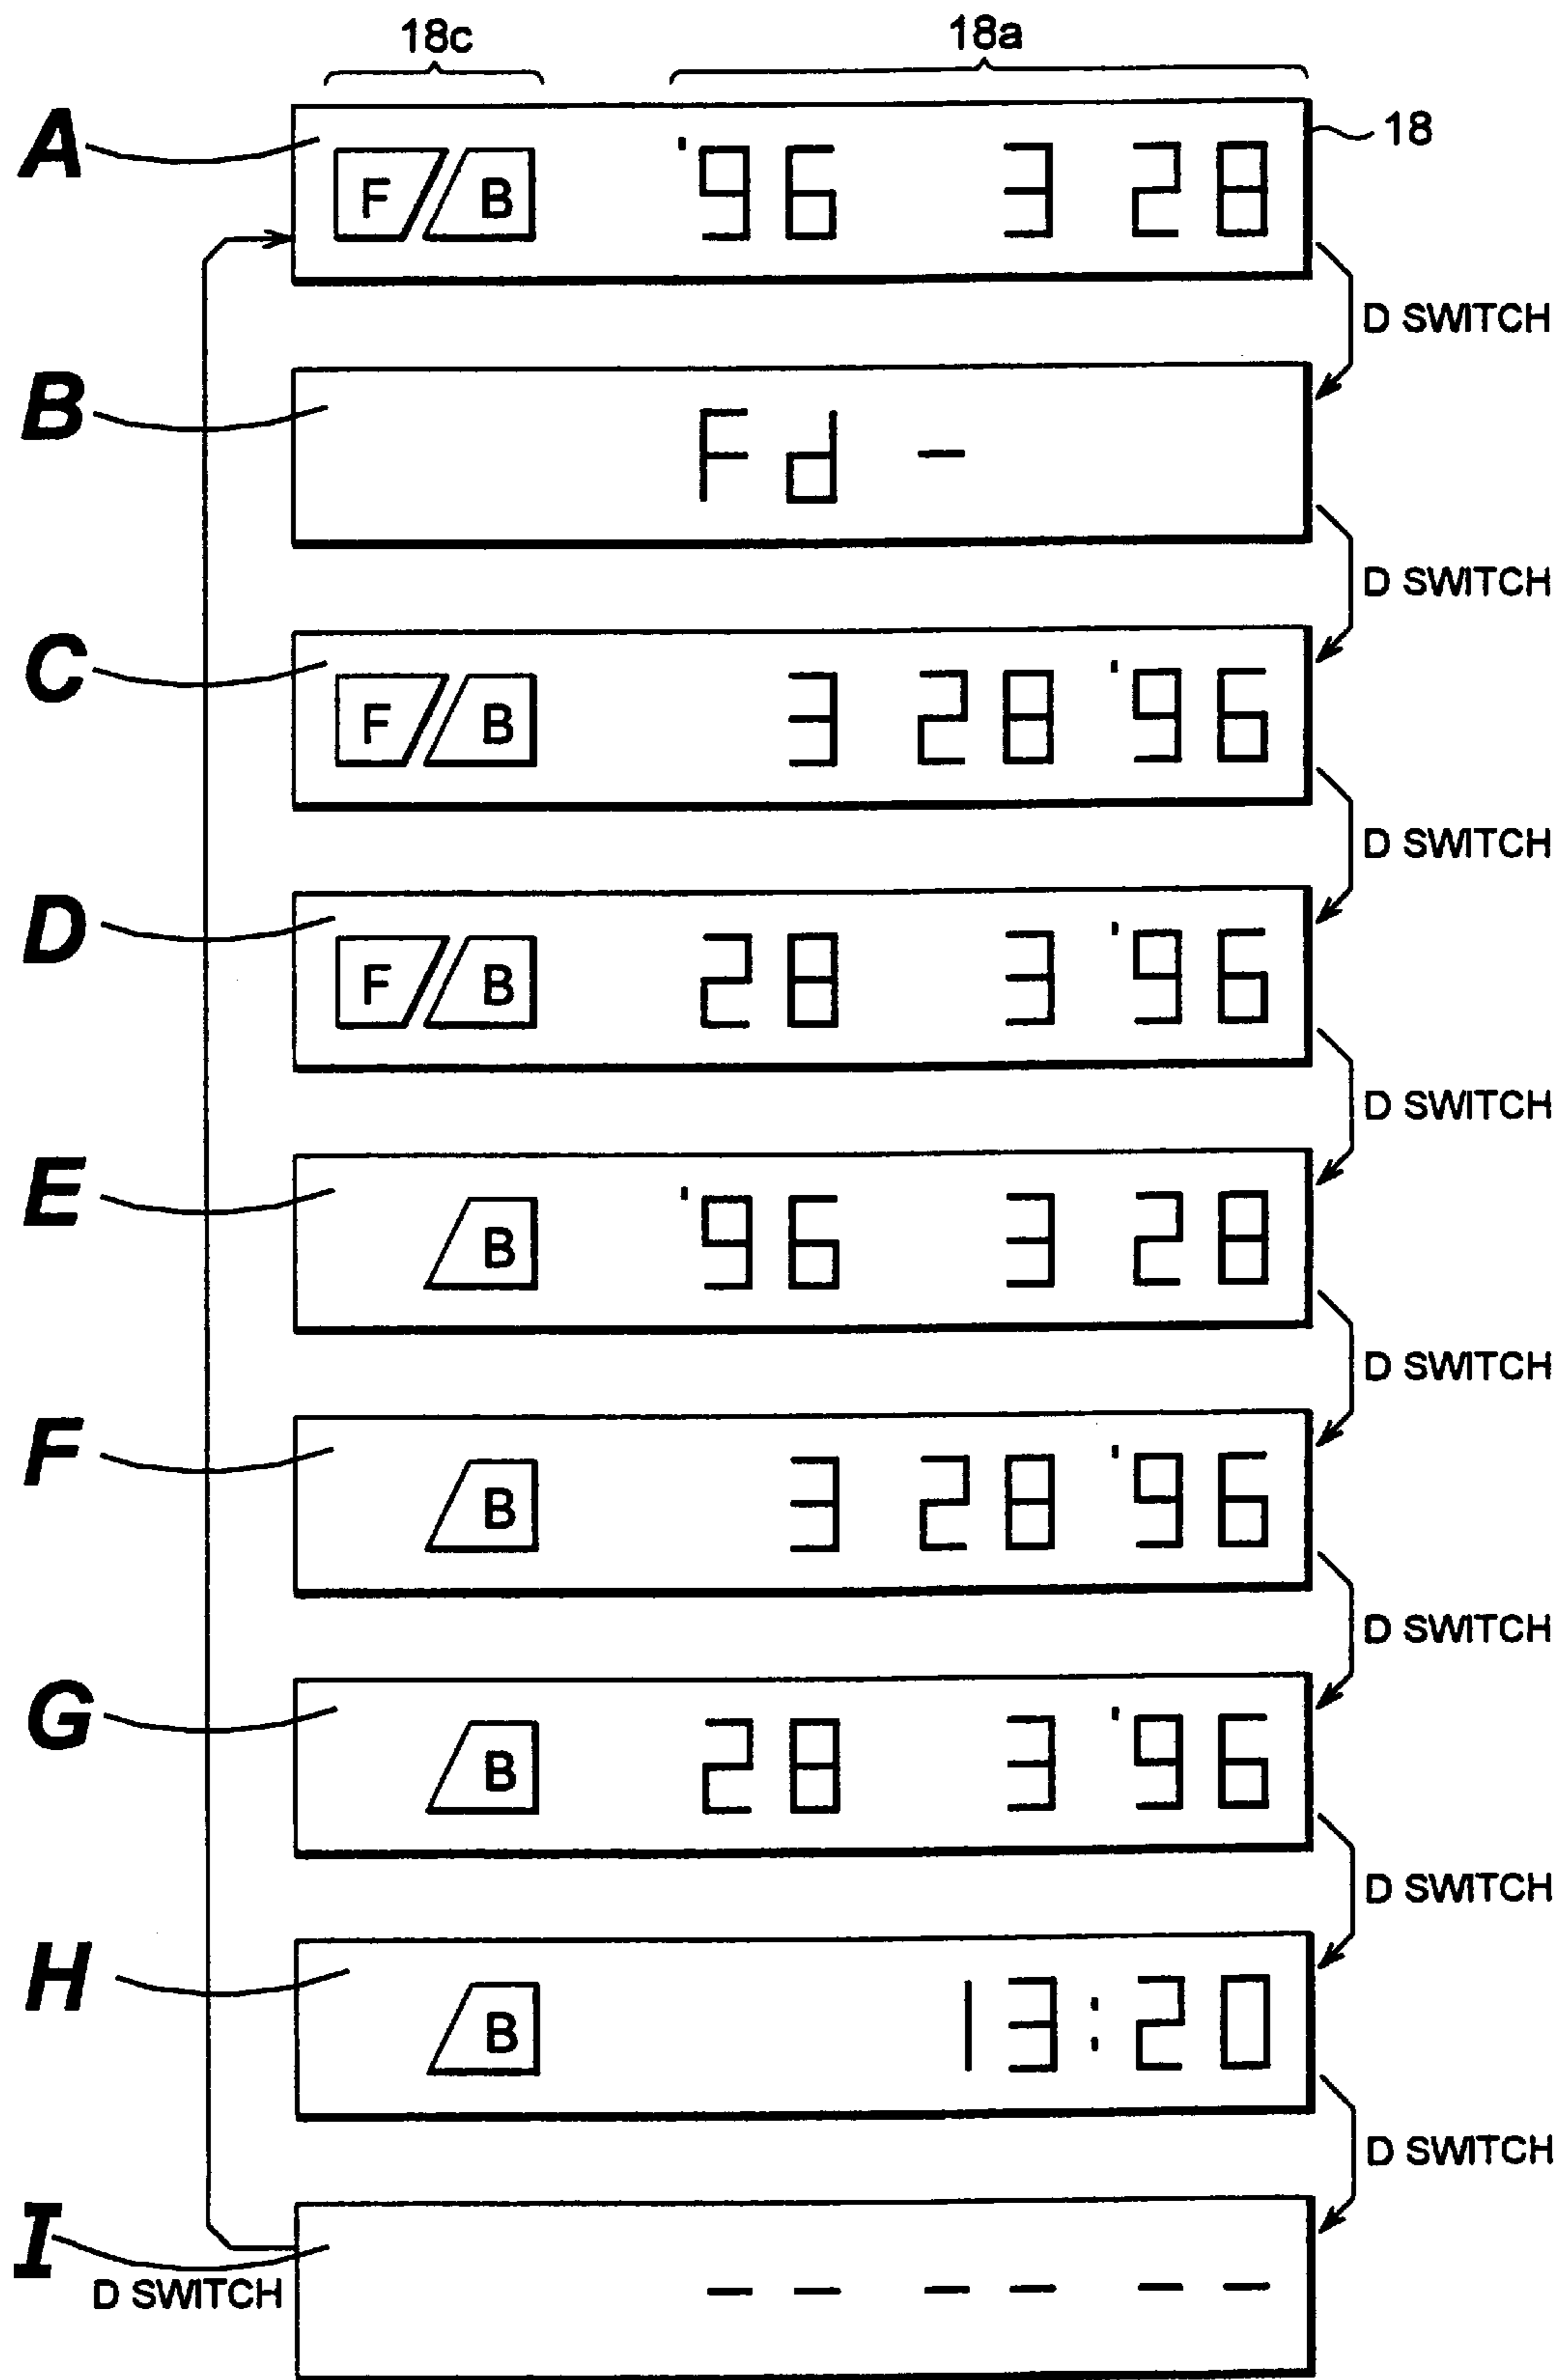 18c 18a
A F B '96 3 28 18
D SWITCH
B Fd -
D SWITCH
C F B 3 28 '96
D SWITCH
D F B 28 3 '96
D SWITCH
E B '96 3 28
D SWITCH
F B 3 28 '96
D SWITCH
G B 28 3 '96
D SWITCH
H B 13:20
D SWITCH
I - - - - - -
D SWITCH